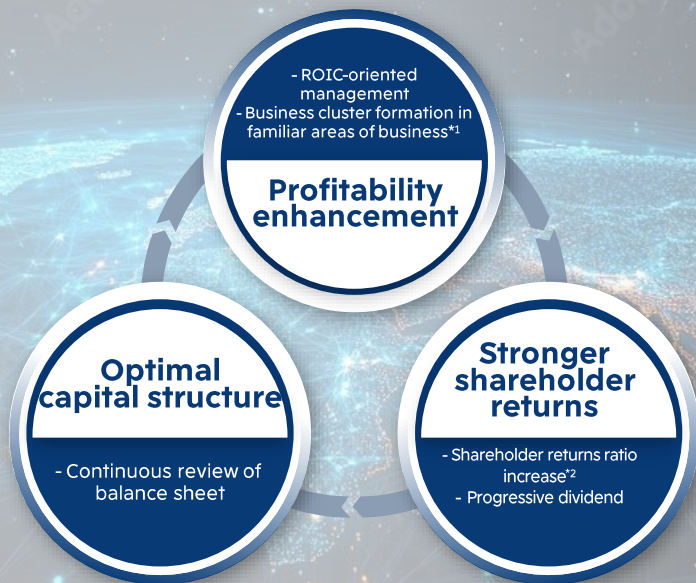 - ROIC-oriented
management
- Business cluster formation in
familiar areas of business*1
Profitability
enhancement
Optimal
capital structure
- Continuous review of
balance sheet
Stronger
shareholder
returns
- Shareholder returns ratio
increase*2
- Progressive dividend